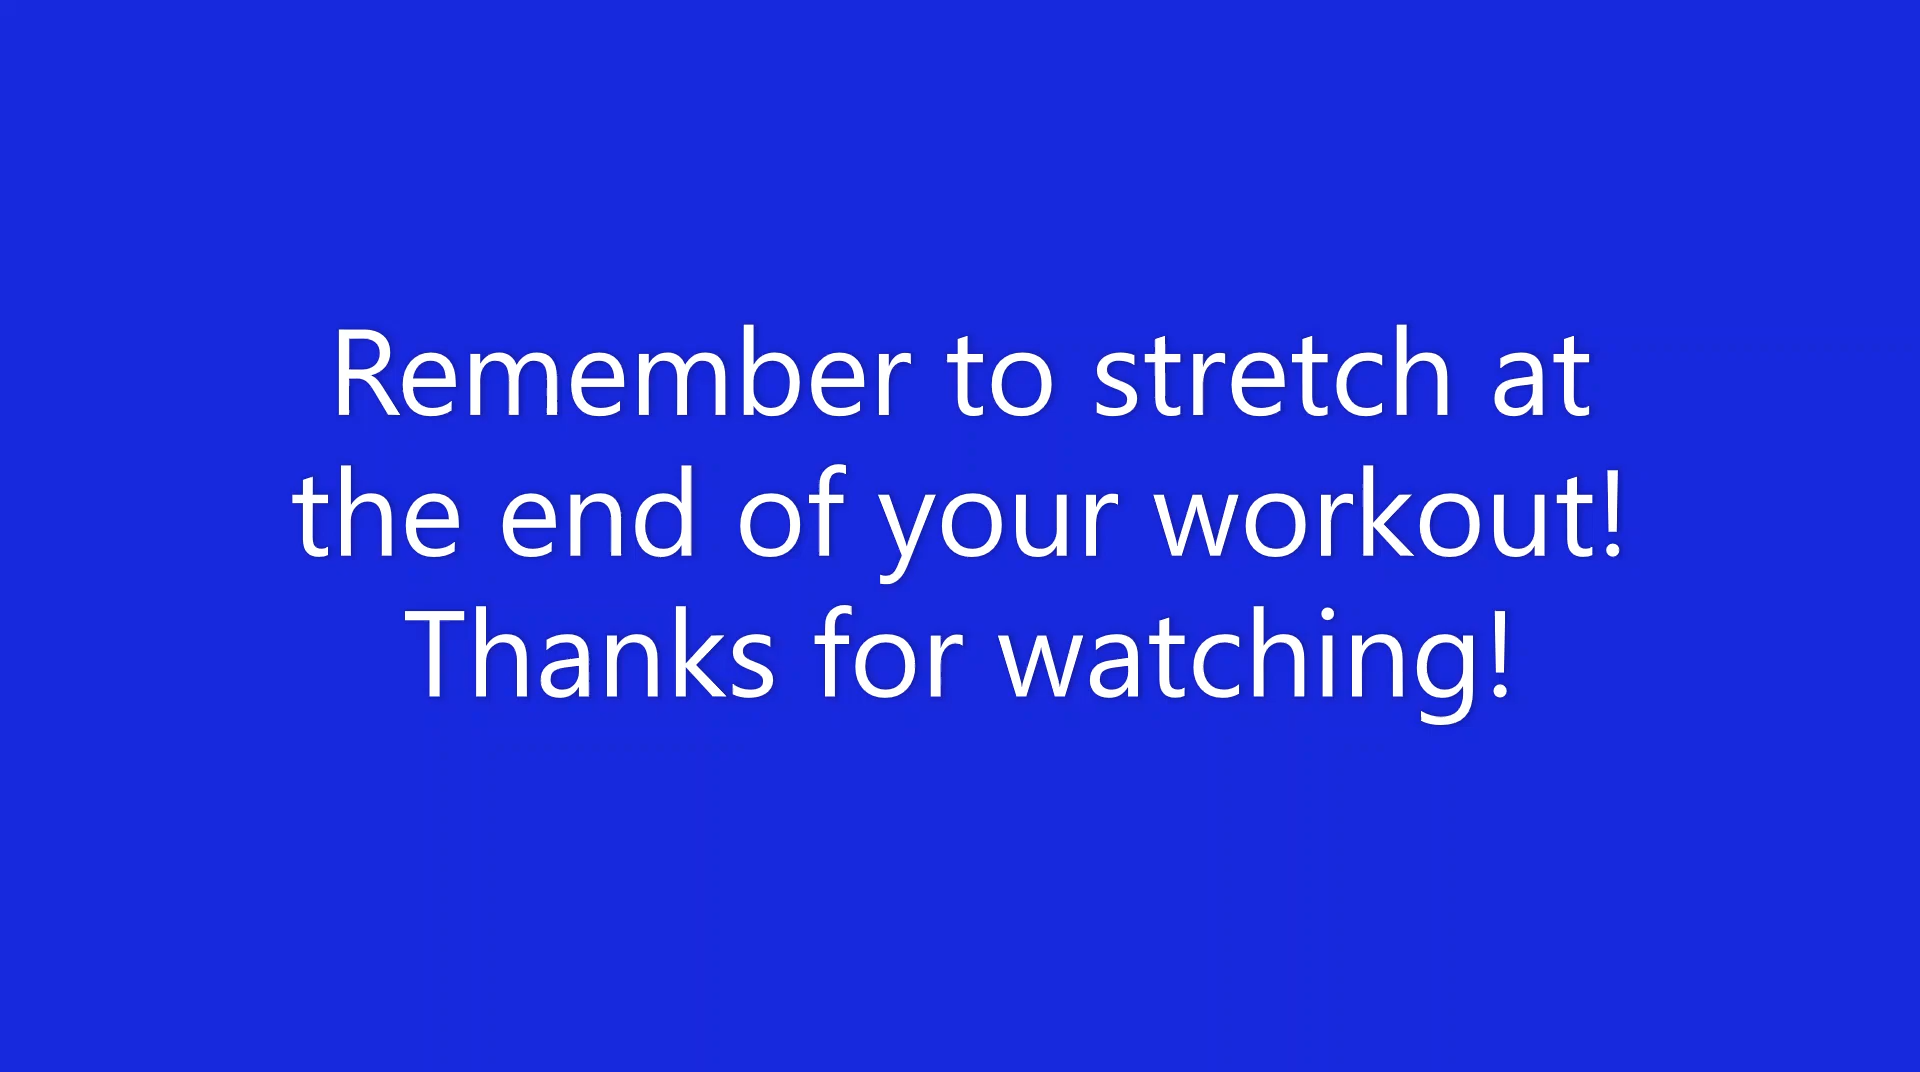 Remember to stretch at
the end of your workout!
Thanks for watching!